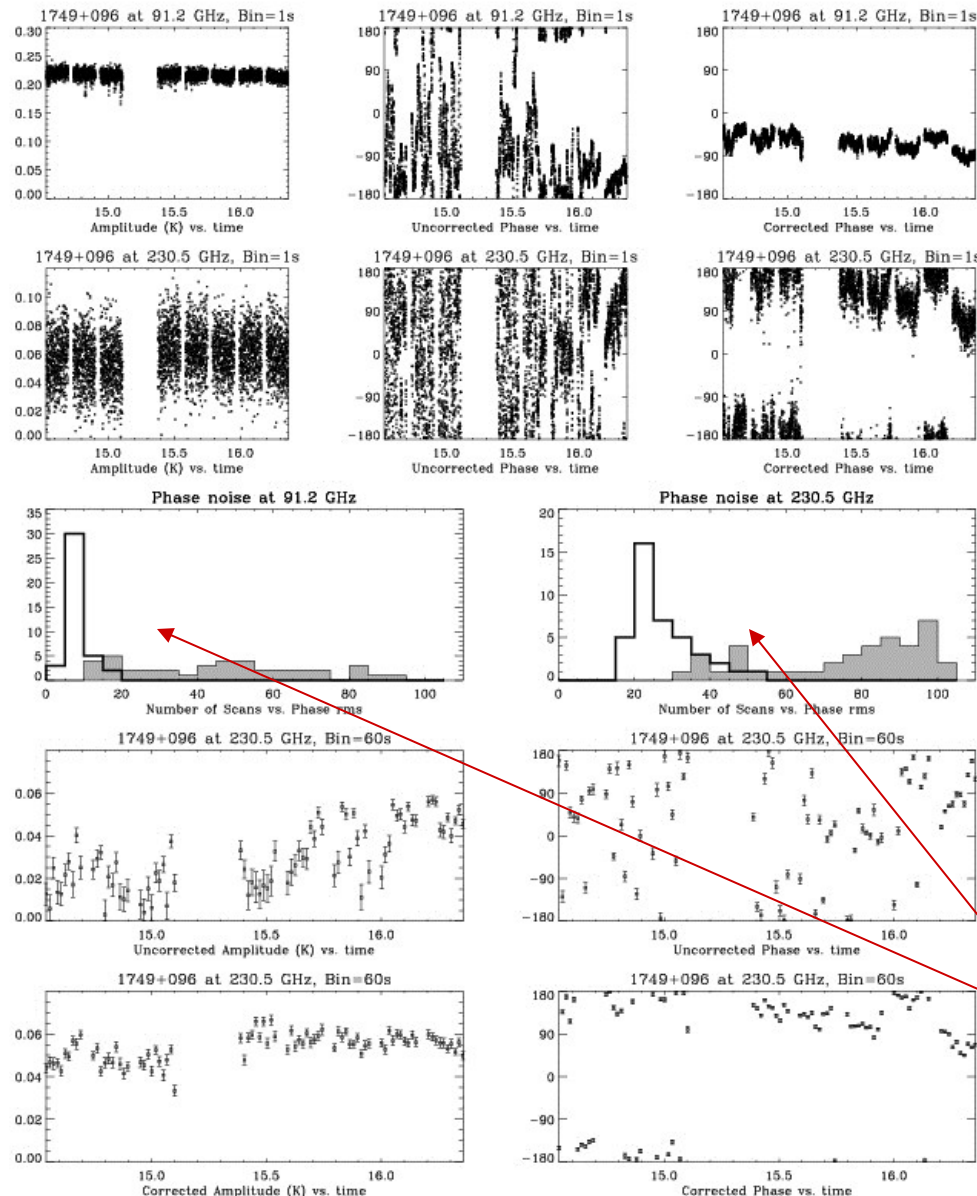 1749+096 at 91.2 GHz, Bin=1s
0.30
0.25
0.20
0.15
0.10
0.05
0.00
15.0 15.5 16.0
Amplitude (K) vs. time
1749+096 at 91.2 GHz, Bin=1s
180
90
0
-90
-180
15.0 15.5 16.0
Uncorrected Phase vs. time
1749+096 at 91.2 GHz, Bin=1s
180
90
0
-90
-180
15.0 15.5 16.0
Corrected Phase vs. time
1749+096 at 230.5 GHz, Bin=1s
0.10
0.08
0.06
0.04
0.02
0.00
15.0 15.5 16.0
Amplitude (K) vs. time
1749+096 at 230.5 GHz, Bin=1s
180
90
0
-90
-180
15.0 15.5 16.0
Uncorrected Phase vs. time
1749+096 at 230.5 GHz, Bin=1s
180
90
0
-90
-180
15.0 15.5 16.0
Corrected Phase vs. time
Phase noise at 91.2 GHz
35
30
25
20
15
10
5
0
0 20 40 60 80 100
Number of Scans vs. Phase rms
Phase noise at 230.5 GHz
20
15
10
5
0
0 20 40 60 80 100
Number of Scans vs. Phase rms
1749+096 at 230.5 GHz, Bin=60s
0.06
0.04
0.02
0.00
15.0 15.5 16.0
Uncorrected Amplitude (K) vs. time
1749+096 at 230.5 GHz, Bin=60s
180
90
0
-90
-180
15.0 15.5 16.0
Uncorrected Phase vs. time
1749+096 at 230.5 GHz, Bin=60s
0.06
0.04
0.02
0.00
15.0 15.5 16.0
Corrected Amplitude (K) vs. time
1749+096 at 230.5 GHz, Bin=60s
180
90
0
-90
-180
15.0 15.5 16.0
Corrected Phase vs. time